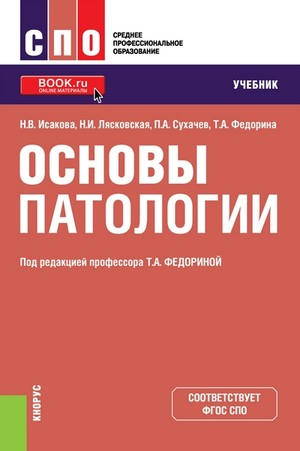 СПО
СРЕДНЕЕ
ПРОФЕССИОНАЛЬНОЕ
ОБРАЗОВАНИЕ
BOOK.ru
ONLINE МАТЕРИАЛЫ
УЧЕБНИК
Н.В. Исакова, Н.И. Лясковская, П.А. Сухачев, Т.А. Федорина
ОСНОВЫ
ПАТОЛОГИИ
Под редакцией профессора Т.А. ФЕДОРИНОЙ
СООТВЕТСТВУЕТ
ФГОС СПО
КНОРУС